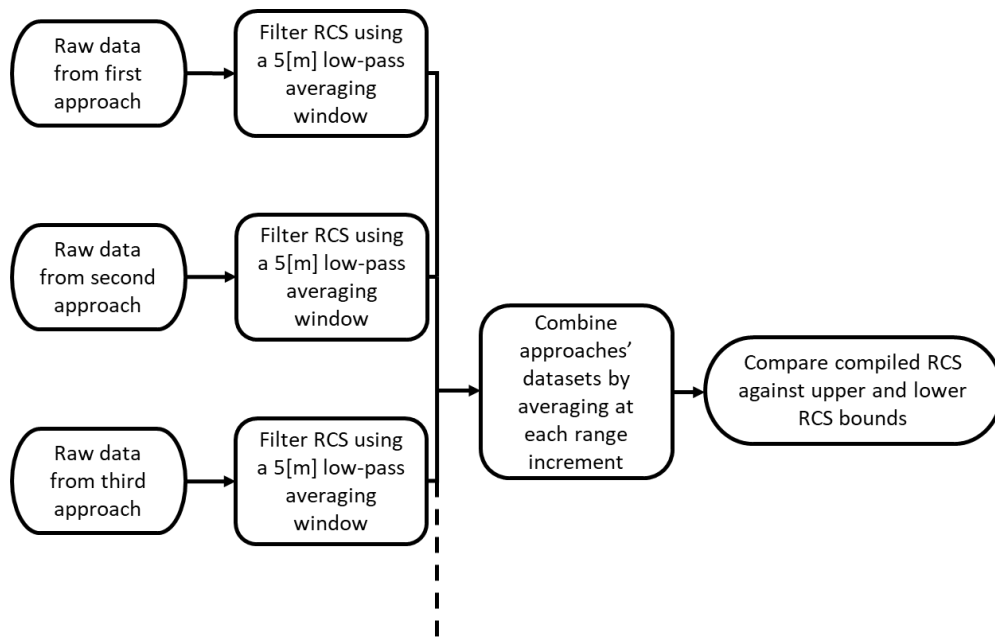 Raw data
from first
approach
Filter RCS using
a 5[m] low-pass
averaging
window
Raw data
from second
approach
Filter RCS using
a 5[m] low-pass
averaging
window
Raw data
from third
approach
Filter RCS using
a 5[m] low-pass
averaging
window
Combine
approaches’
datasets by
averaging at
each range
increment
Compare compiled RCS
against upper and lower
RCS bounds